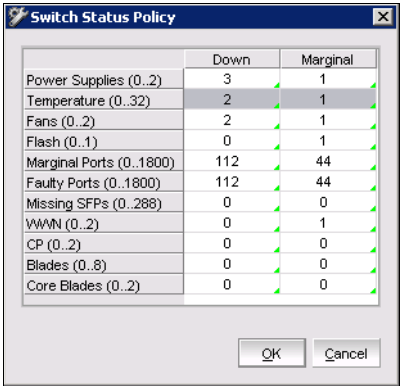 Switch Status Policy
Down Marginal
Power Supplies (0..2) 3 1
Temperature (0..32) 2 1
Fans (0..2) 2 1
Flash (0..1) 0 1
Marginal Ports (0..1800) 112 44
Faulty Ports (0..1800) 112 44
Missing SFPs (0..288) 0 0
WWN (0..2) 0 1
CP (0..2) 0 0
Blades (0..8) 0 0
Core Blades (0..2) 0 0
OK Cancel